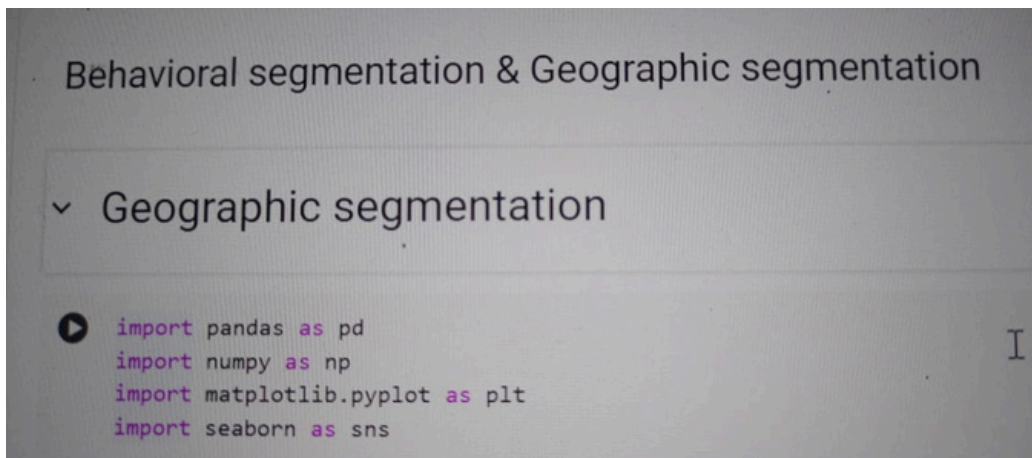 Behavioral segmentation & Geographic segmentation
Geographic segmentation
import pandas as pd
import numpy as np
import matplotlib.pyplot as plt
import seaborn as sns